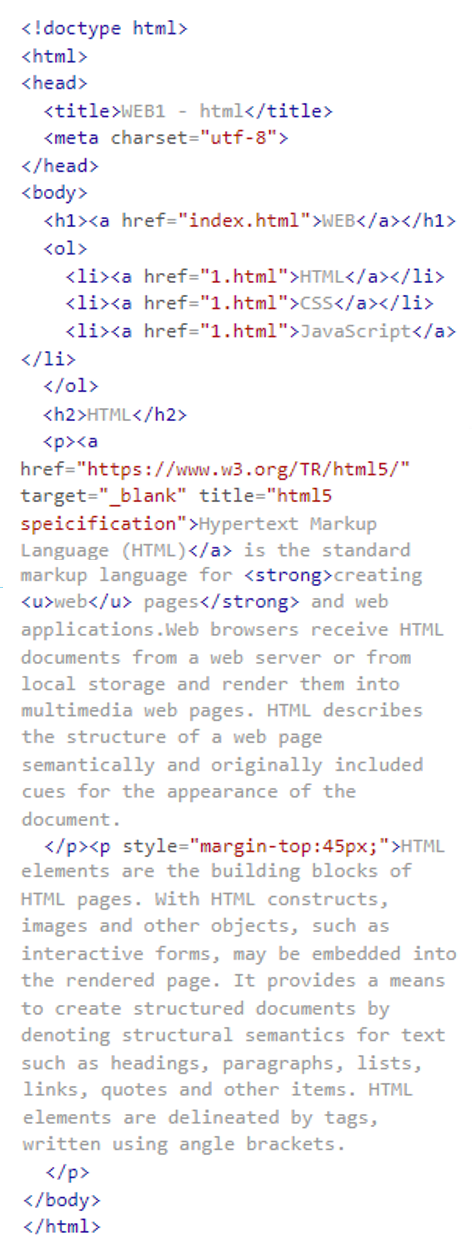 <!doctype html>
<html>
<head>
  <title>WEB1 - html</title>
  <meta charset="utf-8">
</head>
<body>
  <h1><a href="index.html">WEB</a></h1>
  <ol>
    <li><a href="1.html">HTML</a></li>
    <li><a href="1.html">CSS</a></li>
    <li><a href="1.html">JavaScript</a>
</li>
  </ol>
  <h2>HTML</h2>
  <p><a
href="https://www.w3.org/TR/html5/"
target="_blank" title="html5
speicification">Hypertext Markup
Language (HTML)</a> is the standard
markup language for <strong>creating
<u>web</u> pages</strong> and web
applications.Web browsers receive HTML
documents from a web server or from
local storage and render them into
multimedia web pages. HTML describes
the structure of a web page
semantically and originally included
cues for the appearance of the
document.
  </p><p style="margin-top:45px;">HTML
elements are the building blocks of
HTML pages. With HTML constructs,
images and other objects, such as
interactive forms, may be embedded into
the rendered page. It provides a means
to create structured documents by
denoting structural semantics for text
such as headings, paragraphs, lists,
links, quotes and other items. HTML
elements are delineated by tags,
written using angle brackets.
  </p>
</body>
</html>